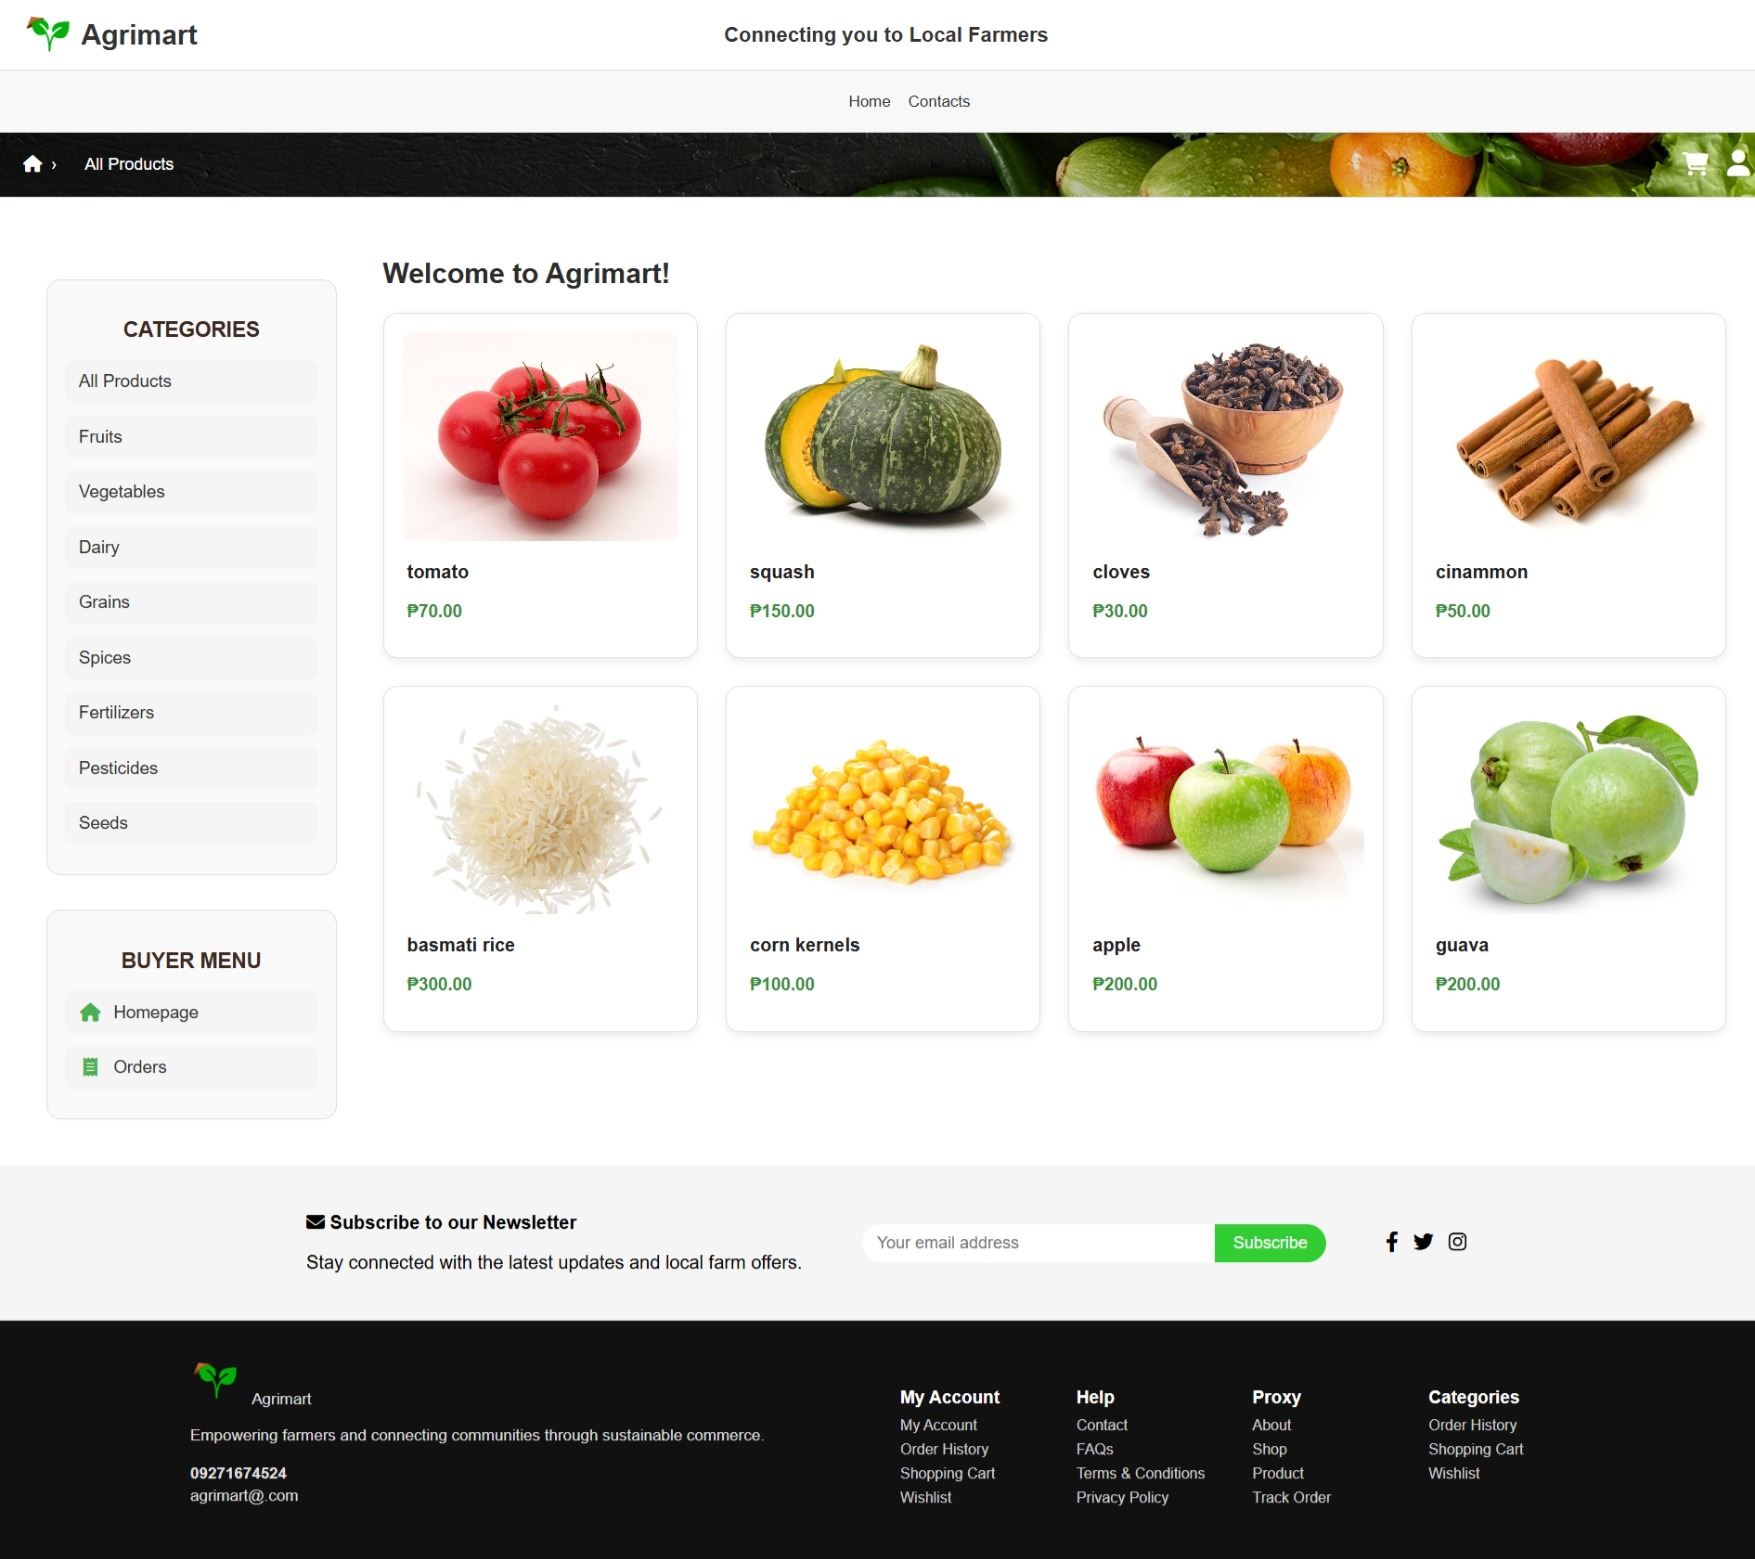 Agrimart
Connecting you to Local Farmers
Home Contacts
› All Products
CATEGORIES
All Products
Fruits
Vegetables
Dairy
Grains
Spices
Fertilizers
Pesticides
Seeds
BUYER MENU
Homepage
Orders
Welcome to Agrimart!
tomato
₱70.00
squash
₱150.00
cloves
₱30.00
cinammon
₱50.00
basmati rice
₱300.00
corn kernels
₱100.00
apple
₱200.00
guava
₱200.00
Subscribe to our Newsletter
Stay connected with the latest updates and local farm offers.
Your email address
Subscribe
Agrimart
Empowering farmers and connecting communities through sustainable commerce.
09271674524
agrimart@.com
My Account
My Account
Order History
Shopping Cart
Wishlist
Help
Contact
FAQs
Terms & Conditions
Privacy Policy
Proxy
About
Shop
Product
Track Order
Categories
Order History
Shopping Cart
Wishlist